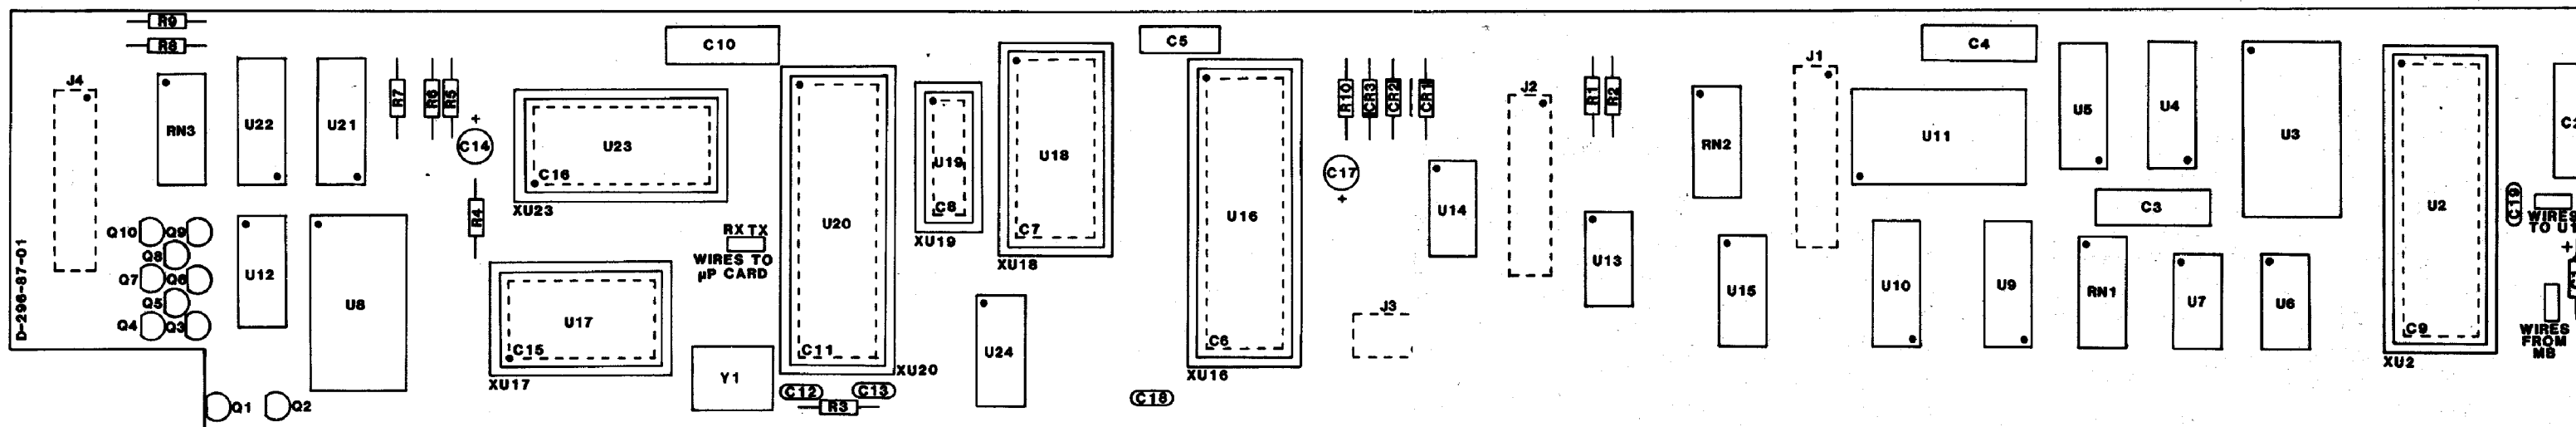 R9
R8
J4
RN3
U22
U21
R7
R6
R5
+
C14
R4
C10
U23
C16
XU23
RX TX
WIRES TO
µP CARD
U20
C11
XU20
U19
C8
XU19
U18
C7
XU18
C5
U16
C6
XU16
R10
CR3
CR2
CR1
C17
+
U14
J2
R1
R2
U13
J3
RN2
U15
J1
U11
C4
U5
U4
U3
C3
U10
U9
RN1
U7
U6
U2
C9
XU2
C19
WIRES
TO U1
+
WIRES
FROM
MB
D-296-87-01
Q10
Q9
Q8
Q7
Q6
Q5
Q4
Q3
U12
U8
U17
C15
XU17
Y1
C12
C13
R3
U24
C18
Q1
Q2